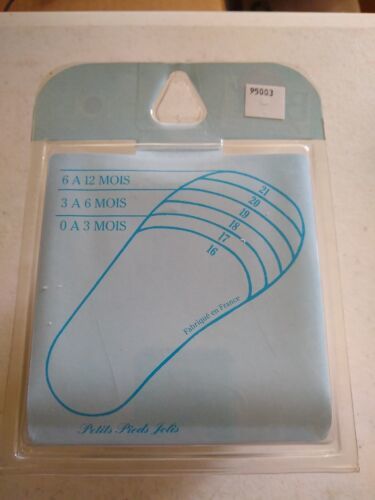 95003
6 A 12 MOIS
3 A 6 MOIS
0 A 3 MOIS
21
20
19
18
17
16
Fabriqué en France
Petits Pieds Jolis